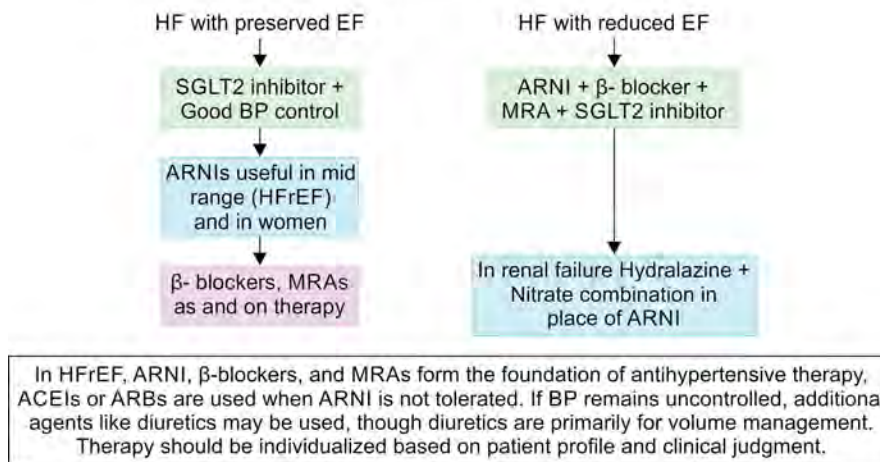 HF with preserved EF
SGLT2 inhibitor +
Good BP control
ARNIs useful in mid
range (HFrEF)
and in women
β- blockers, MRAs
as and on therapy
HF with reduced EF
ARNI + β- blocker +
MRA + SGLT2 inhibitor
In renal failure Hydralazine +
Nitrate combination in
place of ARNI
In HFrEF, ARNI, β-blockers, and MRAs form the foundation of antihypertensive therapy,
ACEIs or ARBs are used when ARNI is not tolerated. If BP remains uncontrolled, additiona
agents like diuretics may be used, though diuretics are primarily for volume management.
Therapy should be individualized based on patient profile and clinical judgment.